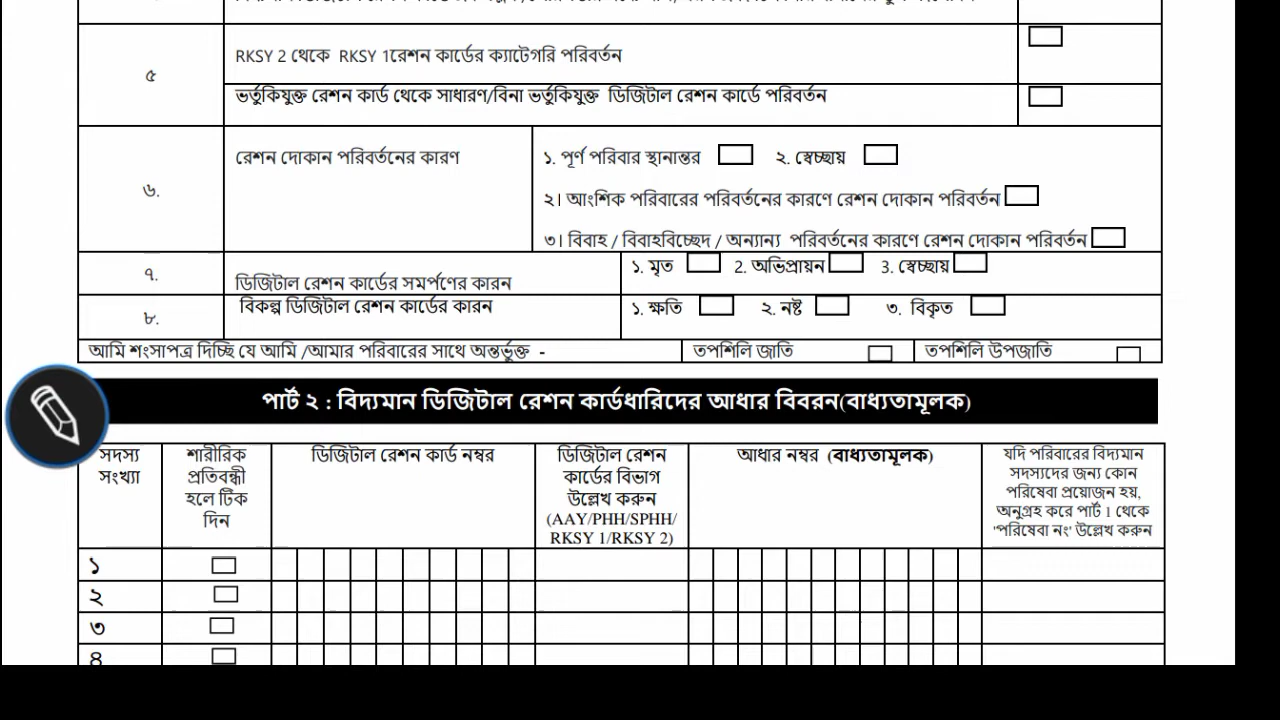 ৫
RKSY 2 থেকে RKSY 1রেশন কার্ডের ক্যাটেগরি পরিবর্তন
ভর্তুকিযুক্ত রেশন কার্ড থেকে সাধারণ/বিনা ভর্তুকিযুক্ত ডিজিটাল রেশন কার্ডে পরিবর্তন
৬.
রেশন দোকান পরিবর্তনের কারণ
১. পূর্ণ পরিবার স্থানান্তর ২. স্বেচ্ছায়
২। আংশিক পরিবারের পরিবর্তনের কারণে রেশন দোকান পরিবর্তন
৩। বিবাহ / বিবাহবিচ্ছেদ / অন্যান্য পরিবর্তনের কারণে রেশন দোকান পরিবর্তন
৭.
ডিজিটাল রেশন কার্ডের সমর্পণের কারন
১. মৃত 2. অভিপ্রায়ন 3. স্বেচ্ছায়
৮.
বিকল্প ডিজিটাল রেশন কার্ডের কারন
১. ক্ষতি ২. নষ্ট ৩. বিকৃত
আমি শংসাপত্র দিচ্ছি যে আমি /আমার পরিবারের সাথে অন্তর্ভুক্ত -
তপশিলি জাতি
তপশিলি উপজাতি
পার্ট ২ : বিদ্যমান ডিজিটাল রেশন কার্ডধারিদের আধার বিবরন(বাধ্যতামূলক)
সদস্য
সংখ্যা
শারীরিক
প্রতিবন্ধী
হলে টিক
দিন
ডিজিটাল রেশন কার্ড নম্বর
ডিজিটাল রেশন
কার্ডের বিভাগ
উল্লেখ করুন
(AAY/PHH/SPHH/
RKSY 1/RKSY 2)
আধার নম্বর (বাধ্যতামূলক)
যদি পরিবারের বিদ্যমান
সদস্যদের জন্য কোন
পরিষেবা প্রয়োজন হয়,
অনুগ্রহ করে পার্ট 1 থেকে
'পরিষেবা নং' উল্লেখ করুন
১
২
৩
৪